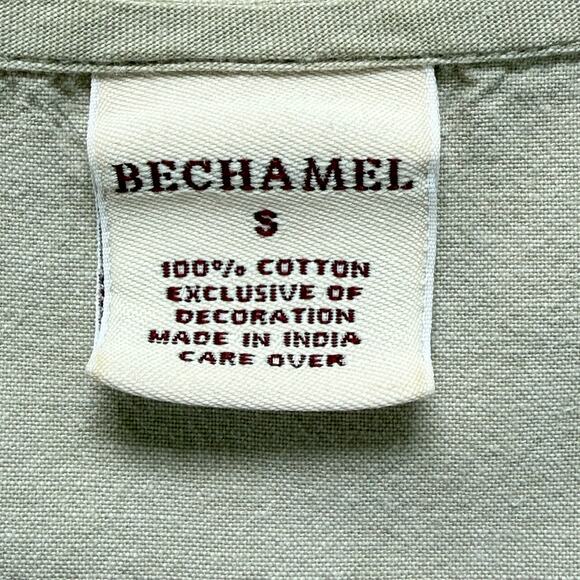 BECHAMEL
S
100% COTTON
EXCLUSIVE OF
DECORATION
MADE IN INDIA
CARE OVER